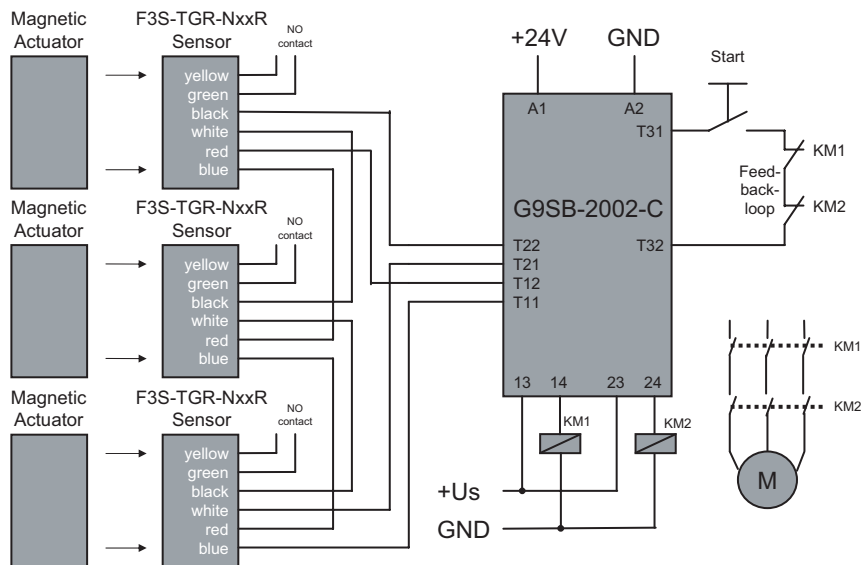 Magnetic
Actuator
F3S-TGR-NxxR
Sensor
NO
contact
yellow
green
black
white
red
blue
Magnetic
Actuator
F3S-TGR-NxxR
Sensor
NO
contact
yellow
green
black
white
red
blue
Magnetic
Actuator
F3S-TGR-NxxR
Sensor
NO
contact
yellow
green
black
white
red
blue
+24V
GND
A1
A2
T31
G9SB-2002-C
T22
T21
T12
T11
T32
13
14
23
24
Start
KM1
Feed-
back-
loop
KM2
KM1
KM2
+Us
GND
KM1
KM2
M